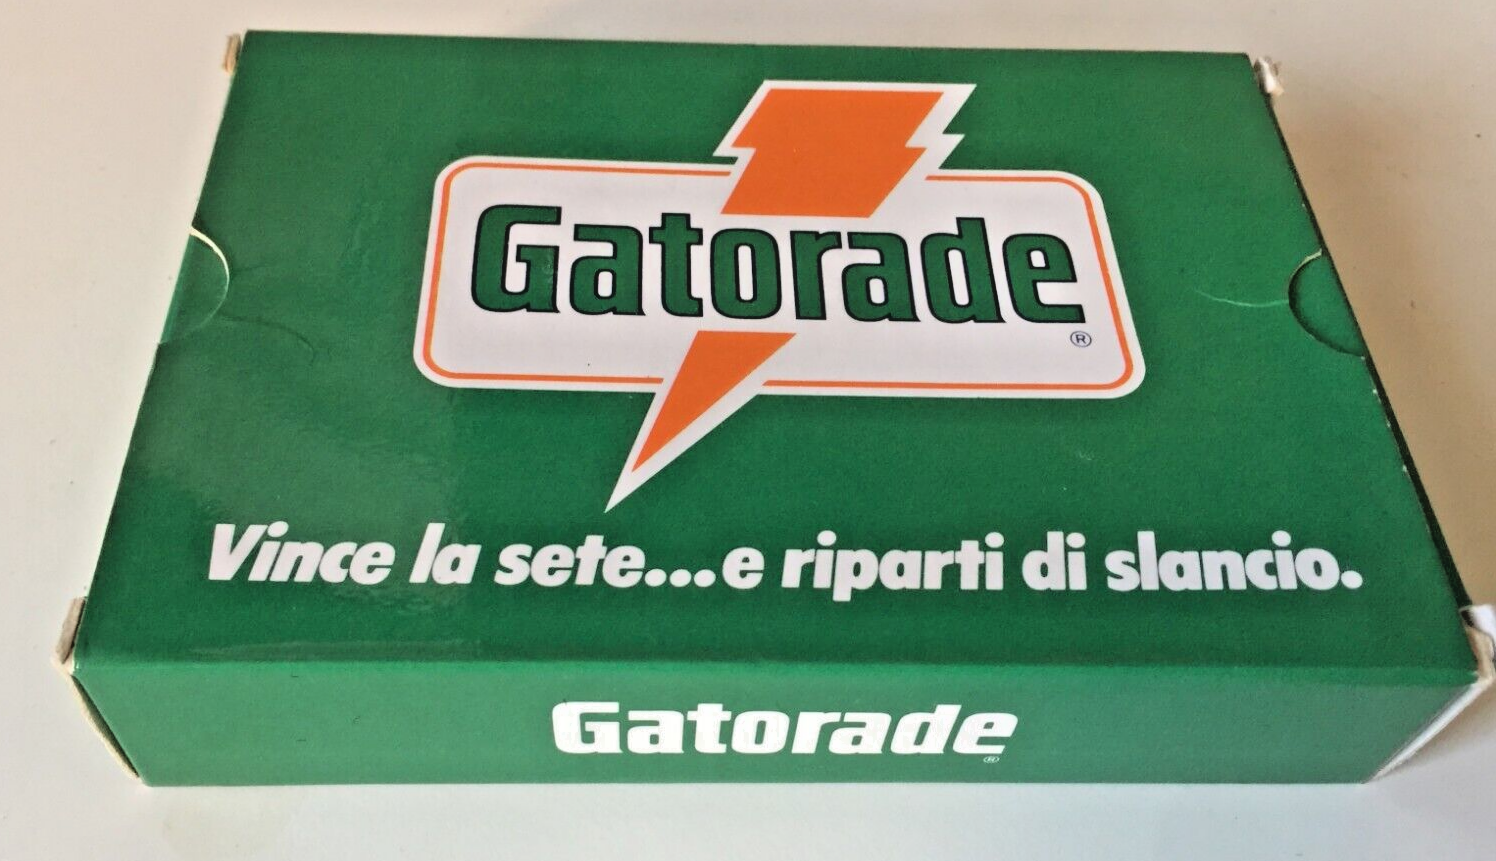 Gatorade
®
Vince la sete...e riparti di slancio.
Gatorade
®